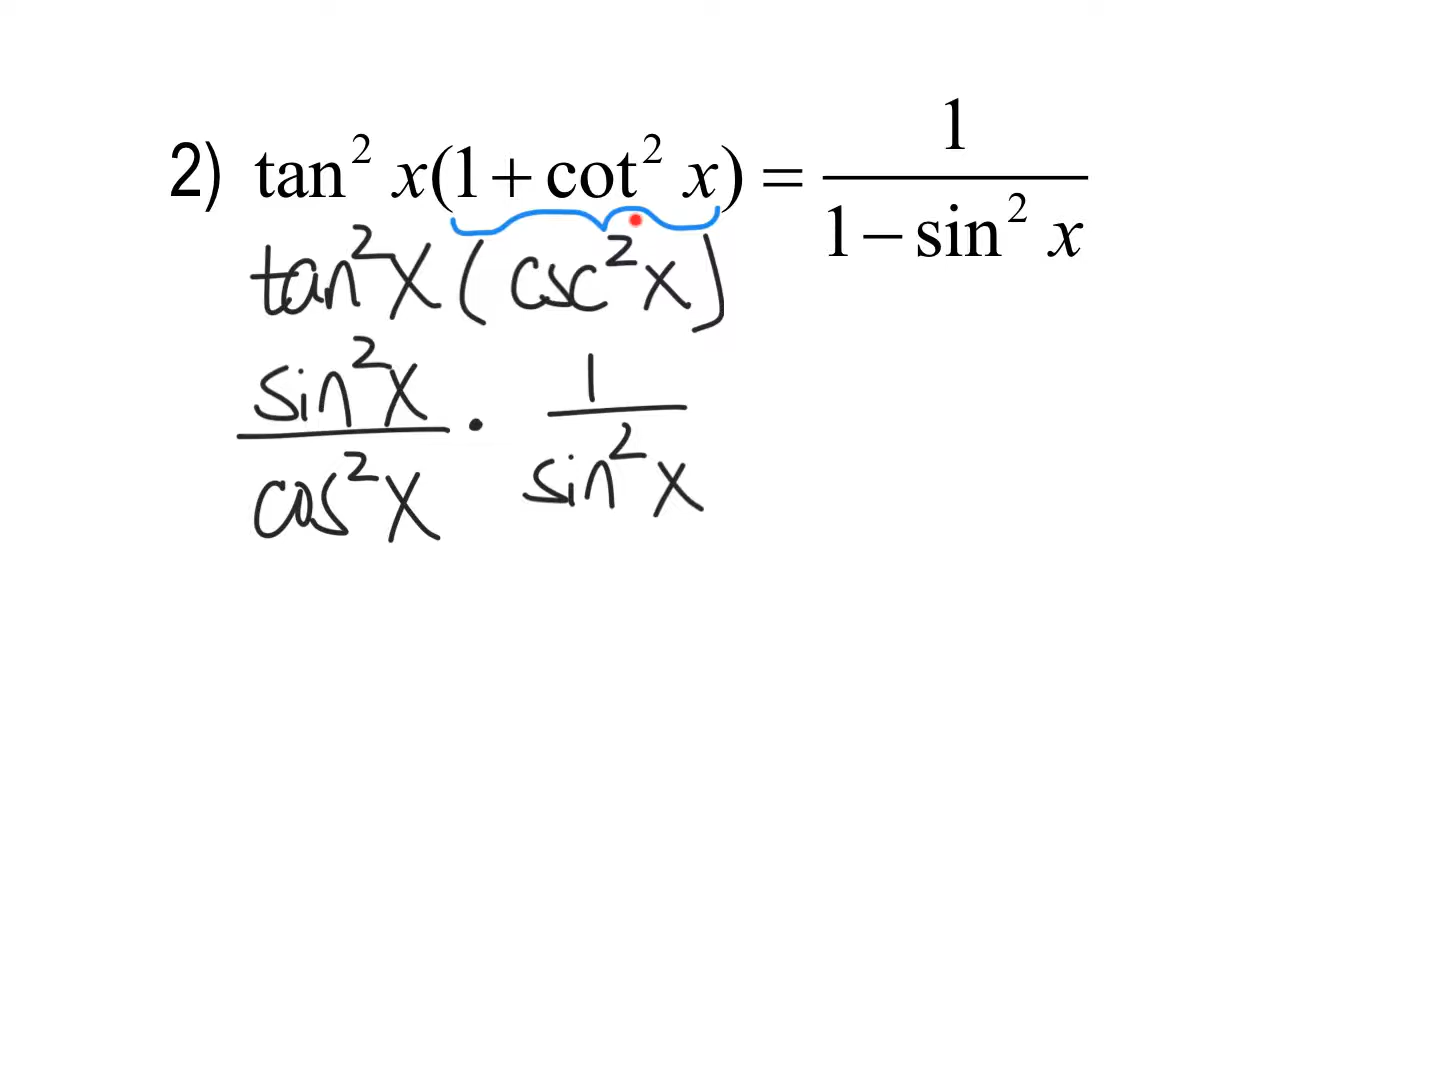 2) tan² x(1 + cot² x) = 1/(1 − sin² x)
tan²x (csc²x)
sin²x/cos²x · 1/sin²x